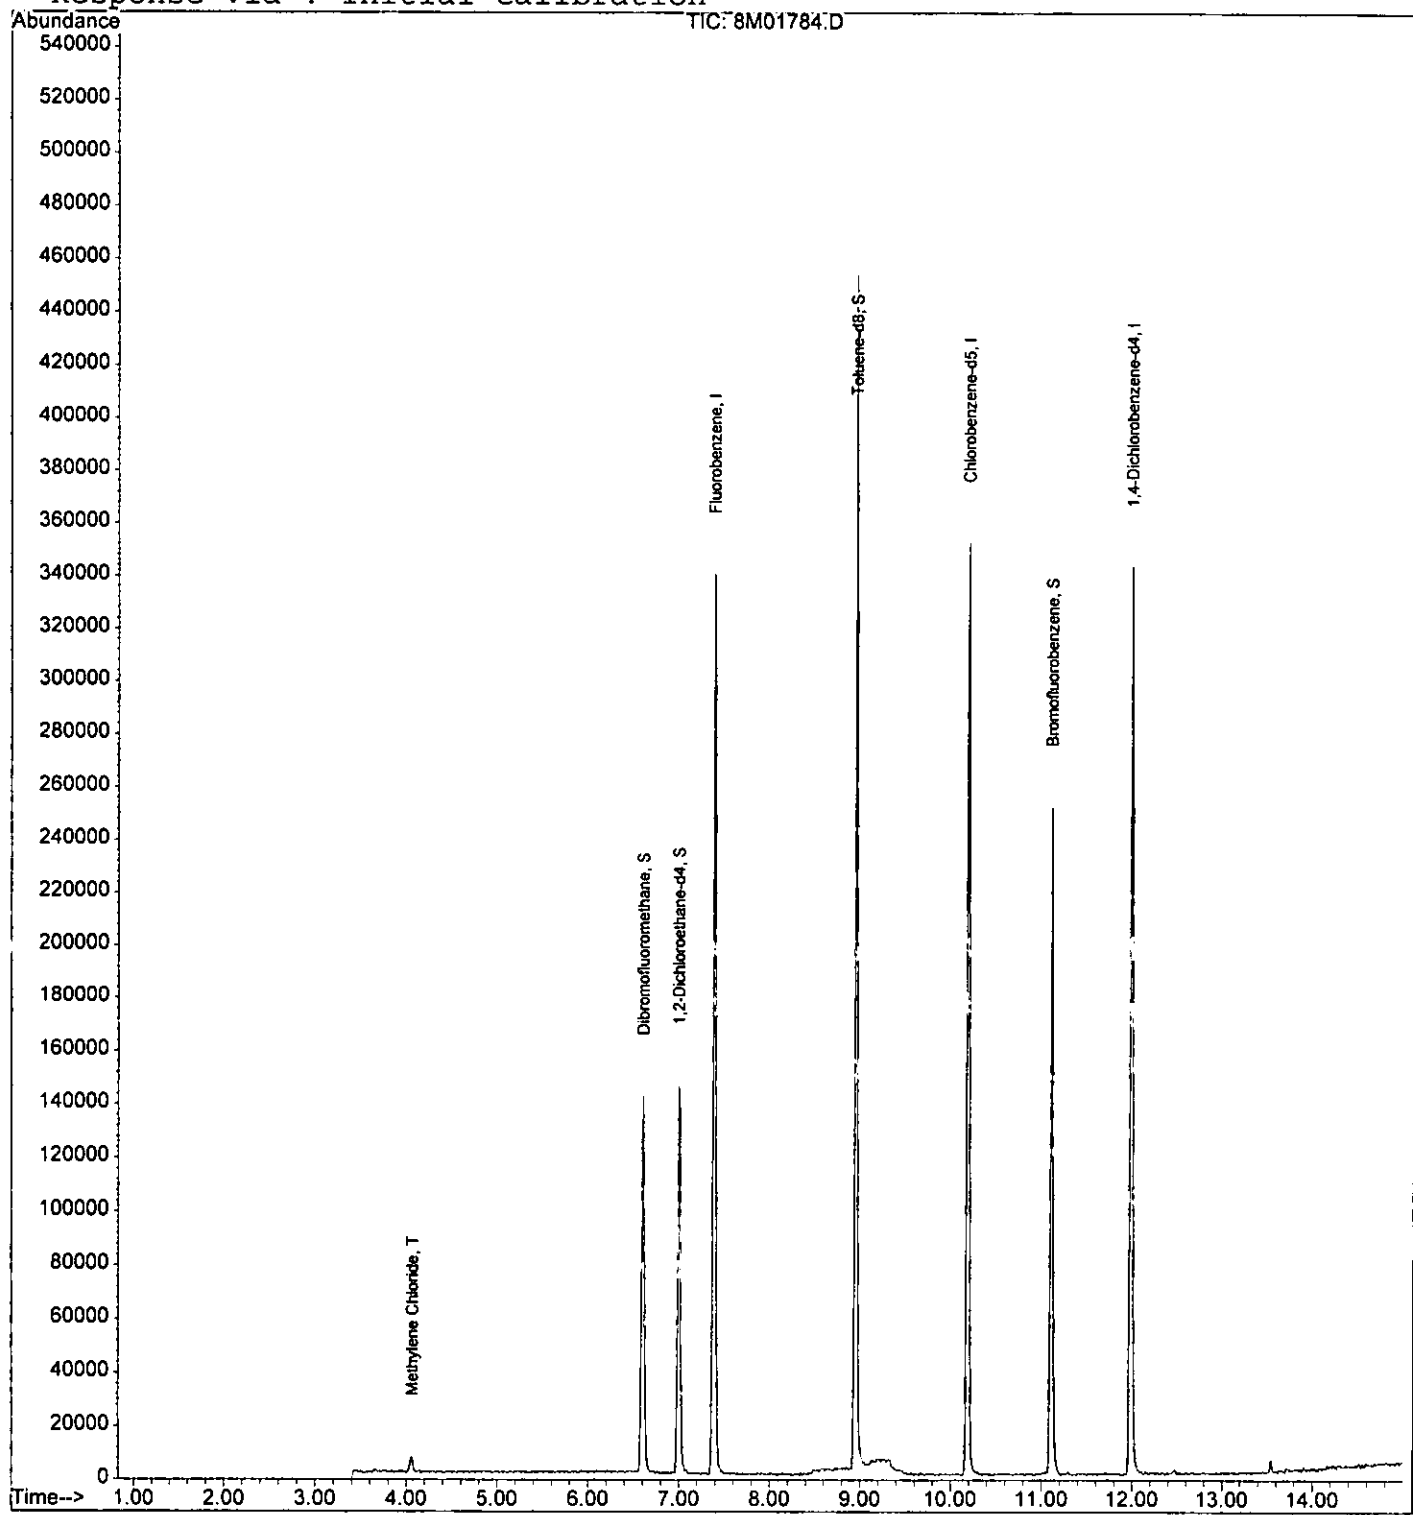 Response via : Initial Calibration
Abundance
TIC: 8M01784.D
540000
520000
500000
480000
460000
440000
420000
400000
380000
360000
340000
320000
300000
280000
260000
240000
220000
200000
180000
160000
140000
120000
100000
80000
60000
40000
20000
0
Methylene Chloride, T
Dibromofluoromethane, S
1,2-Dichloroethane-d4, S
Fluorobenzene, I
Toluene-d8, S
Chlorobenzene-d5, I
Bromofluorobenzene, S
1,4-Dichlorobenzene-d4, I
Time--> 1.00 2.00 3.00 4.00 5.00 6.00 7.00 8.00 9.00 10.00 11.00 12.00 13.00 14.00